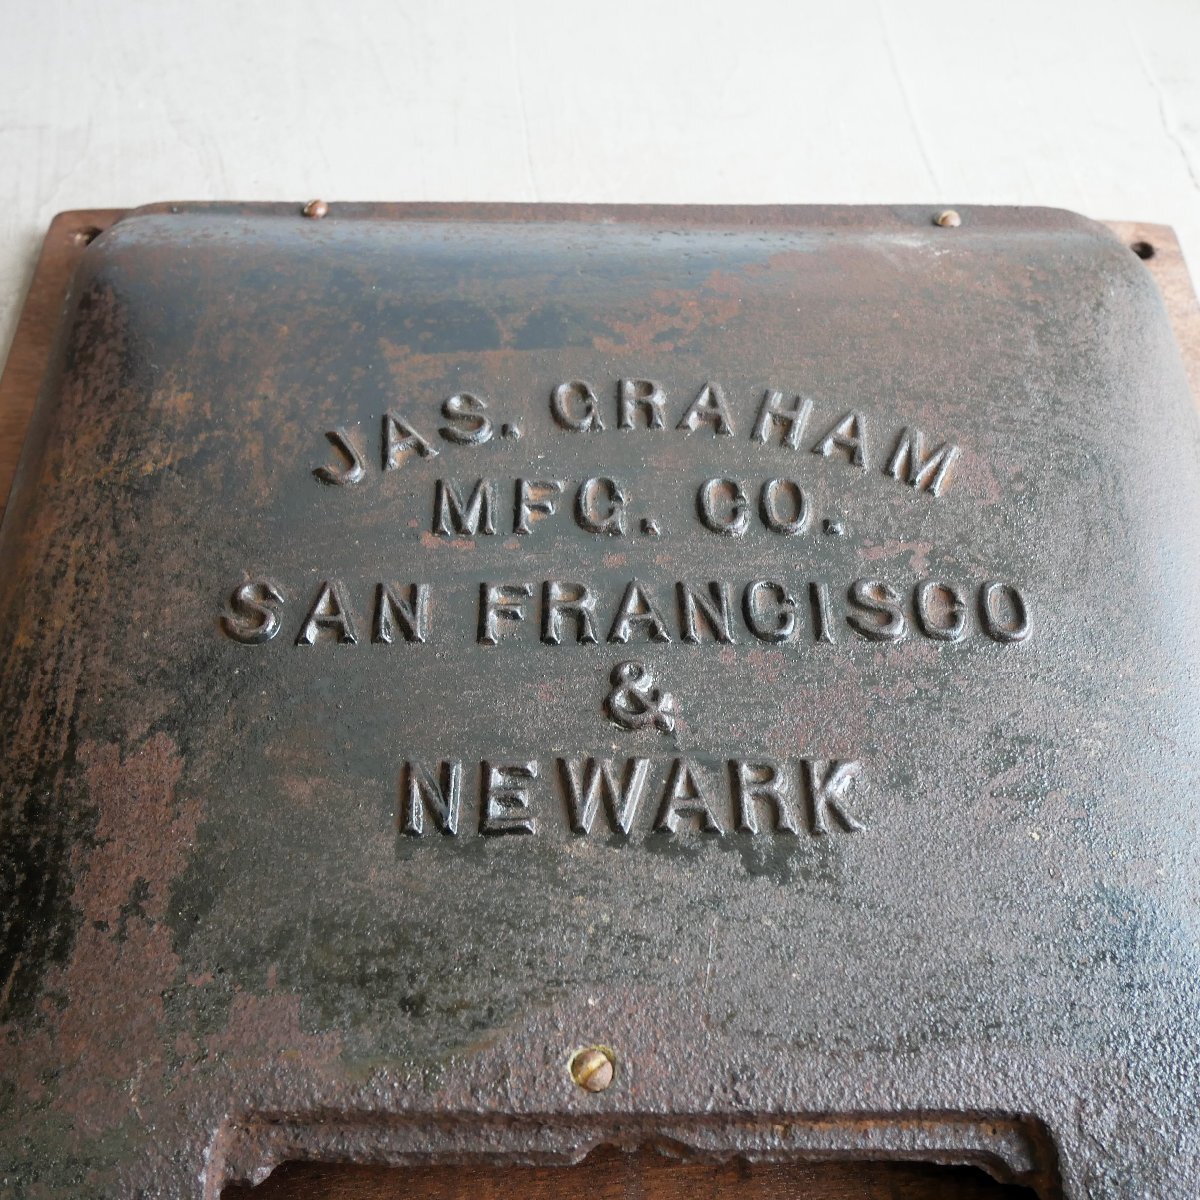 JAS. GRAHAM
MFG. CO.
SAN FRANCISCO
&
NEWARK